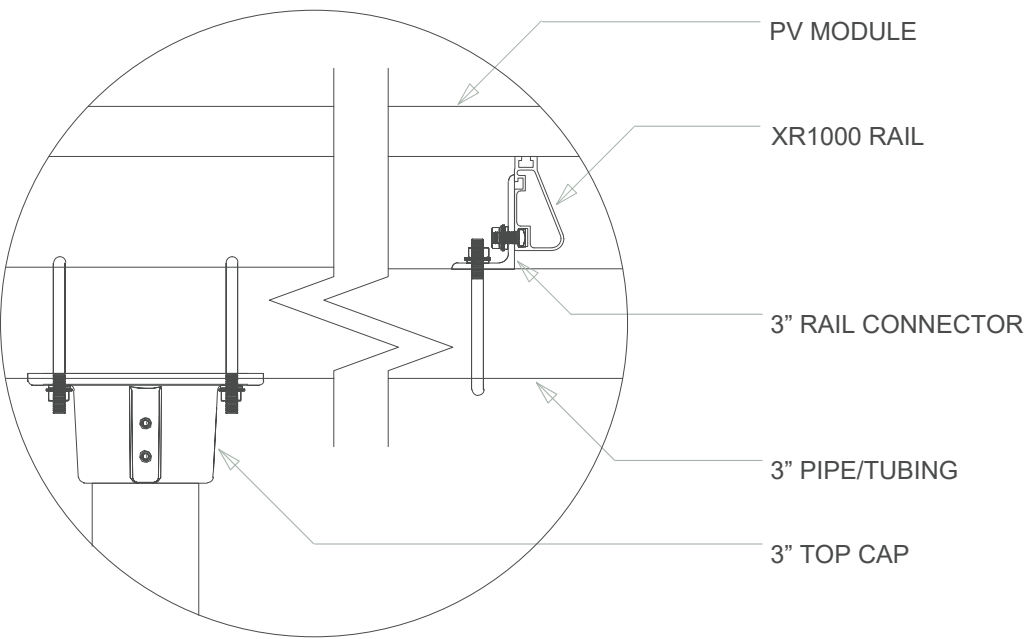 PV MODULE
XR1000 RAIL
3” RAIL CONNECTOR
3” PIPE/TUBING
3” TOP CAP